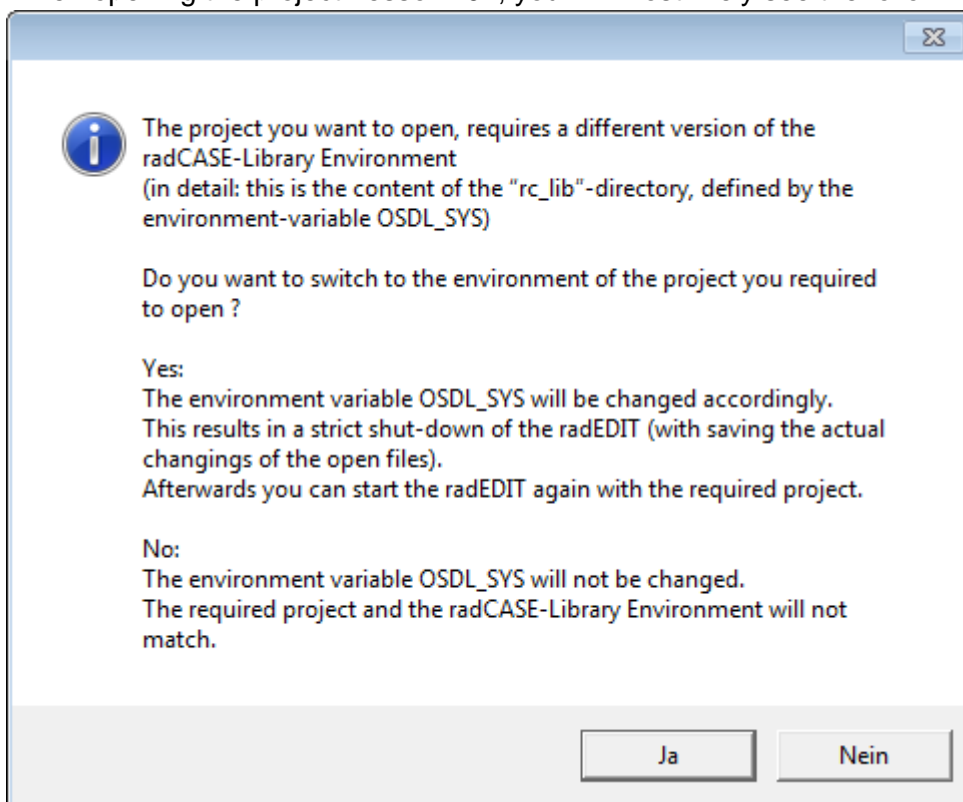 The project you want to open, requires a different version of the
radCASE-Library Environment
(in detail: this is the content of the "rc_lib"-directory, defined by the
environment-variable OSDL_SYS)
Do you want to switch to the environment of the project you required
to open ?
Yes:
The environment variable OSDL_SYS will be changed accordingly.
This results in a strict shut-down of the radEDIT (with saving the actual
changings of the open files).
Afterwards you can start the radEDIT again with the required project.
No:
The environment variable OSDL_SYS will not be changed.
The required project and the radCASE-Library Environment will not
match.
Ja Nein